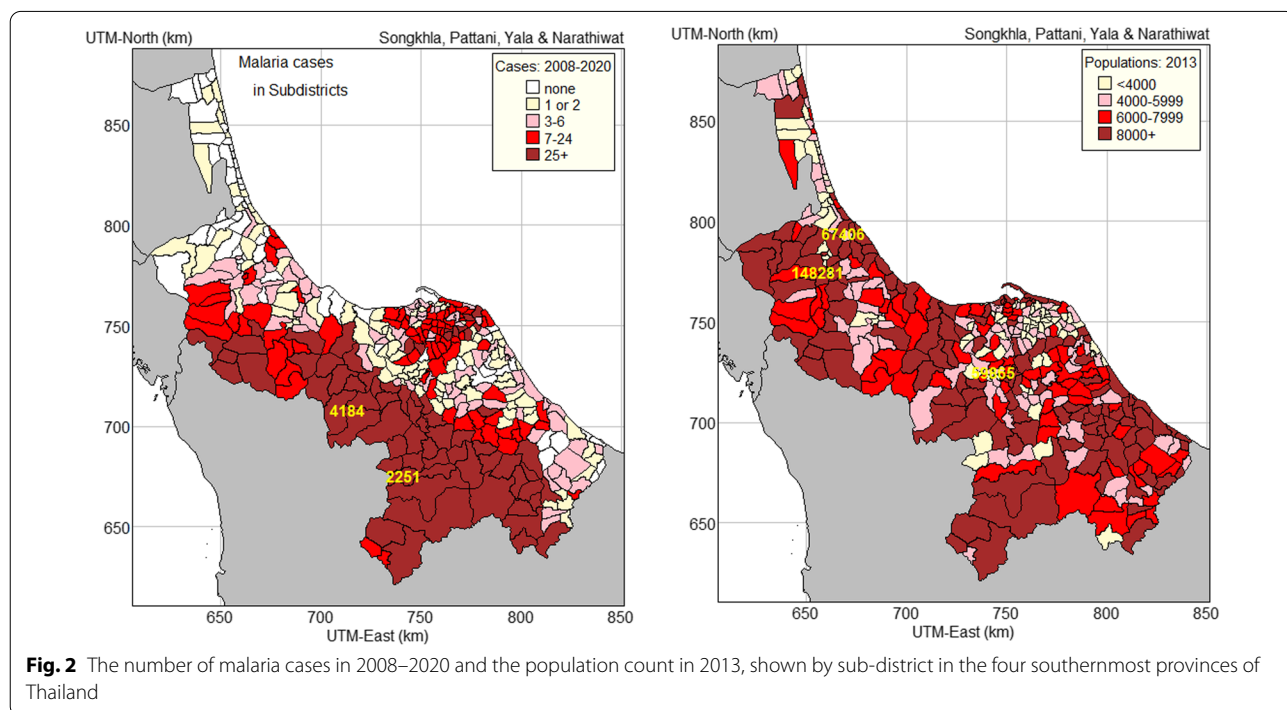 UTM-North (km)
Songkhla, Pattani, Yala & Narathiwat
Malaria cases
in Subdistricts
Cases: 2008-2020
none
1 or 2
3-6
7-24
25+
850
800
750
700
650
4184
2251
650
700
750
800
850
UTM-East (km)
UTM-North (km)
Songkhla, Pattani, Yala & Narathiwat
Populations: 2013
<4000
4000-5999
6000-7999
8000+
850
800
750
700
650
67406
148281
650
700
750
800
850
UTM-East (km)
Fig. 2 The number of malaria cases in 2008–2020 and the population count in 2013, shown by sub-district in the four southernmost provinces of
Thailand